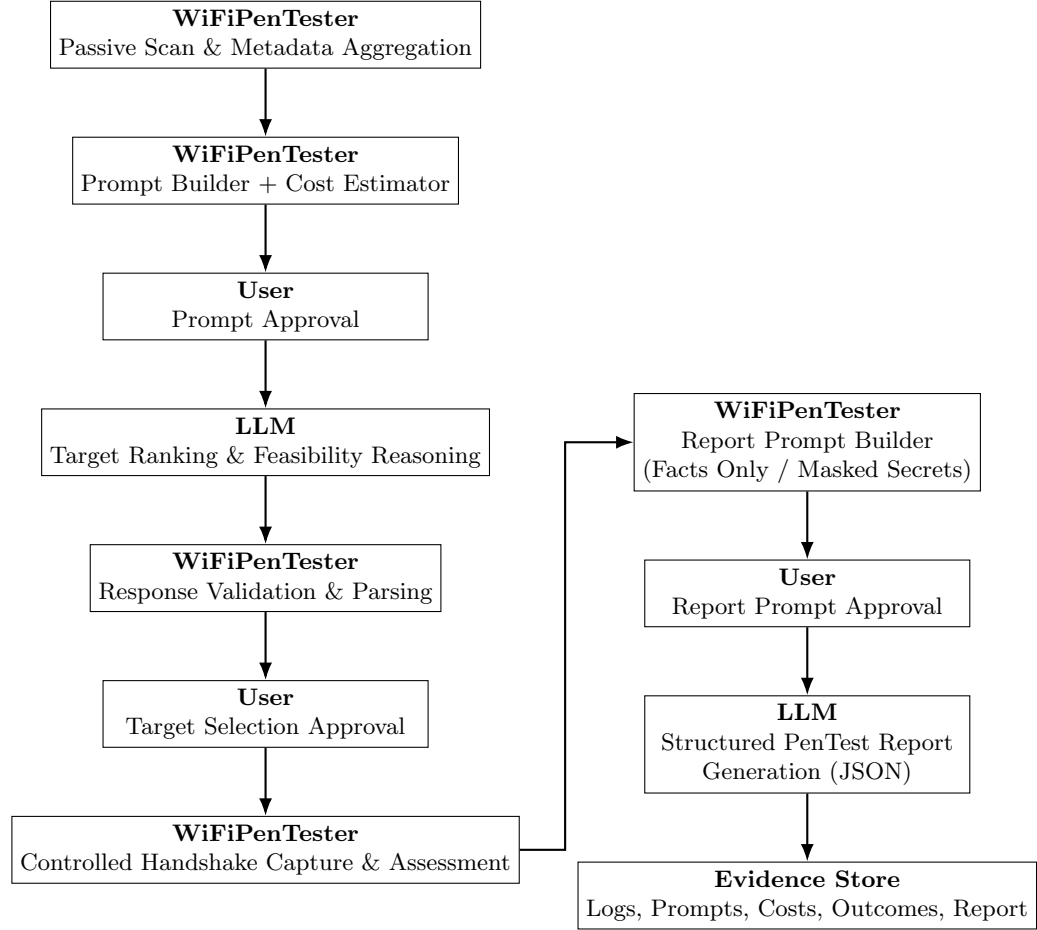 WiFiPenTester
Passive Scan & Metadata Aggregation
WiFiPenTester
Prompt Builder + Cost Estimator
User
Prompt Approval
LLM
Target Ranking & Feasibility Reasoning
WiFiPenTester
Response Validation & Parsing
User
Target Selection Approval
WiFiPenTester
Controlled Handshake Capture & Assessment
WiFiPenTester
Report Prompt Builder
(Facts Only / Masked Secrets)
User
Report Prompt Approval
LLM
Structured PenTest Report
Generation (JSON)
Evidence Store
Logs, Prompts, Costs, Outcomes, Report